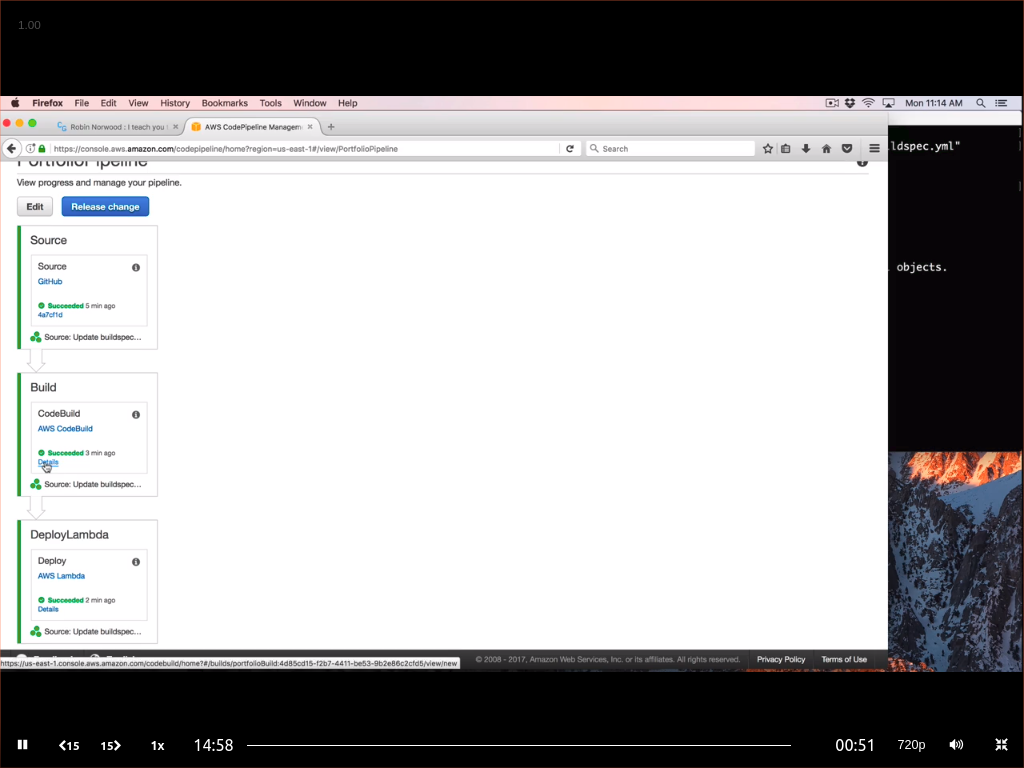 1.00
Firefox File Edit View History Bookmarks Tools Window Help
Mon 11:14 AM
Robin Norwood : I teach you
AWS CodePipeline Managem
https://console.aws.amazon.com/codepipeline/home?region=us-east-1#/view/PortfolioPipeline
Search
PortfolioPipeline
ldspec.yml"
View progress and manage your pipeline.
Edit
Release change
Source
Source
GitHub
Succeeded 5 min ago
4a7cf1d
Source: Update buildspec…
objects.
Build
CodeBuild
AWS CodeBuild
Succeeded 3 min ago
Details
Source: Update buildspec…
DeployLambda
Deploy
AWS Lambda
Succeeded 2 min ago
Details
Source: Update buildspec…
https://us-east-1.console.aws.amazon.com/codebuild/home?#/builds/portfolioBuild:4d85cd15-f2b7-4411-be53-9b2e86c2cfd5/view/new
© 2008 - 2017, Amazon Web Services, Inc. or its affiliates. All rights reserved.
Privacy Policy
Terms of Use
15
15
1x
14:58
00:51
720p